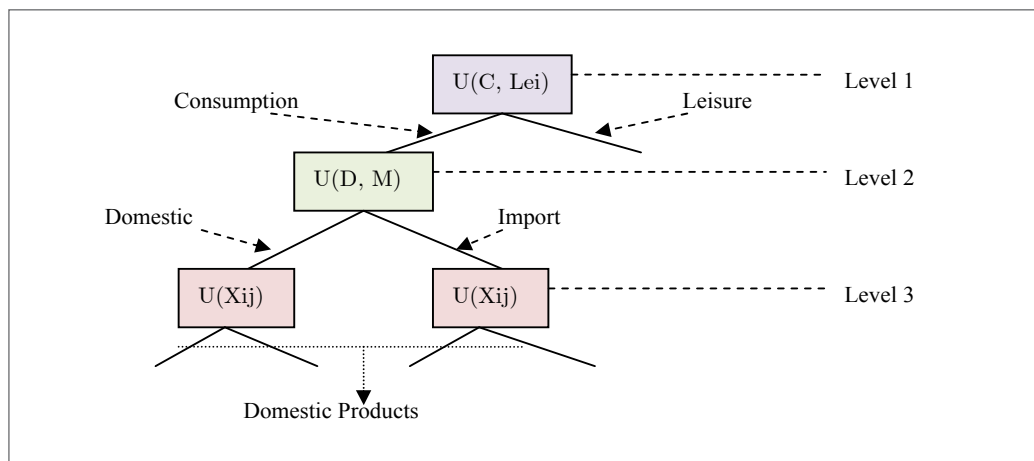 U(C, Lei)
Level 1
Consumption
Leisure
U(D, M)
Level 2
Domestic
Import
U(Xij)
U(Xij)
Level 3
Domestic Products